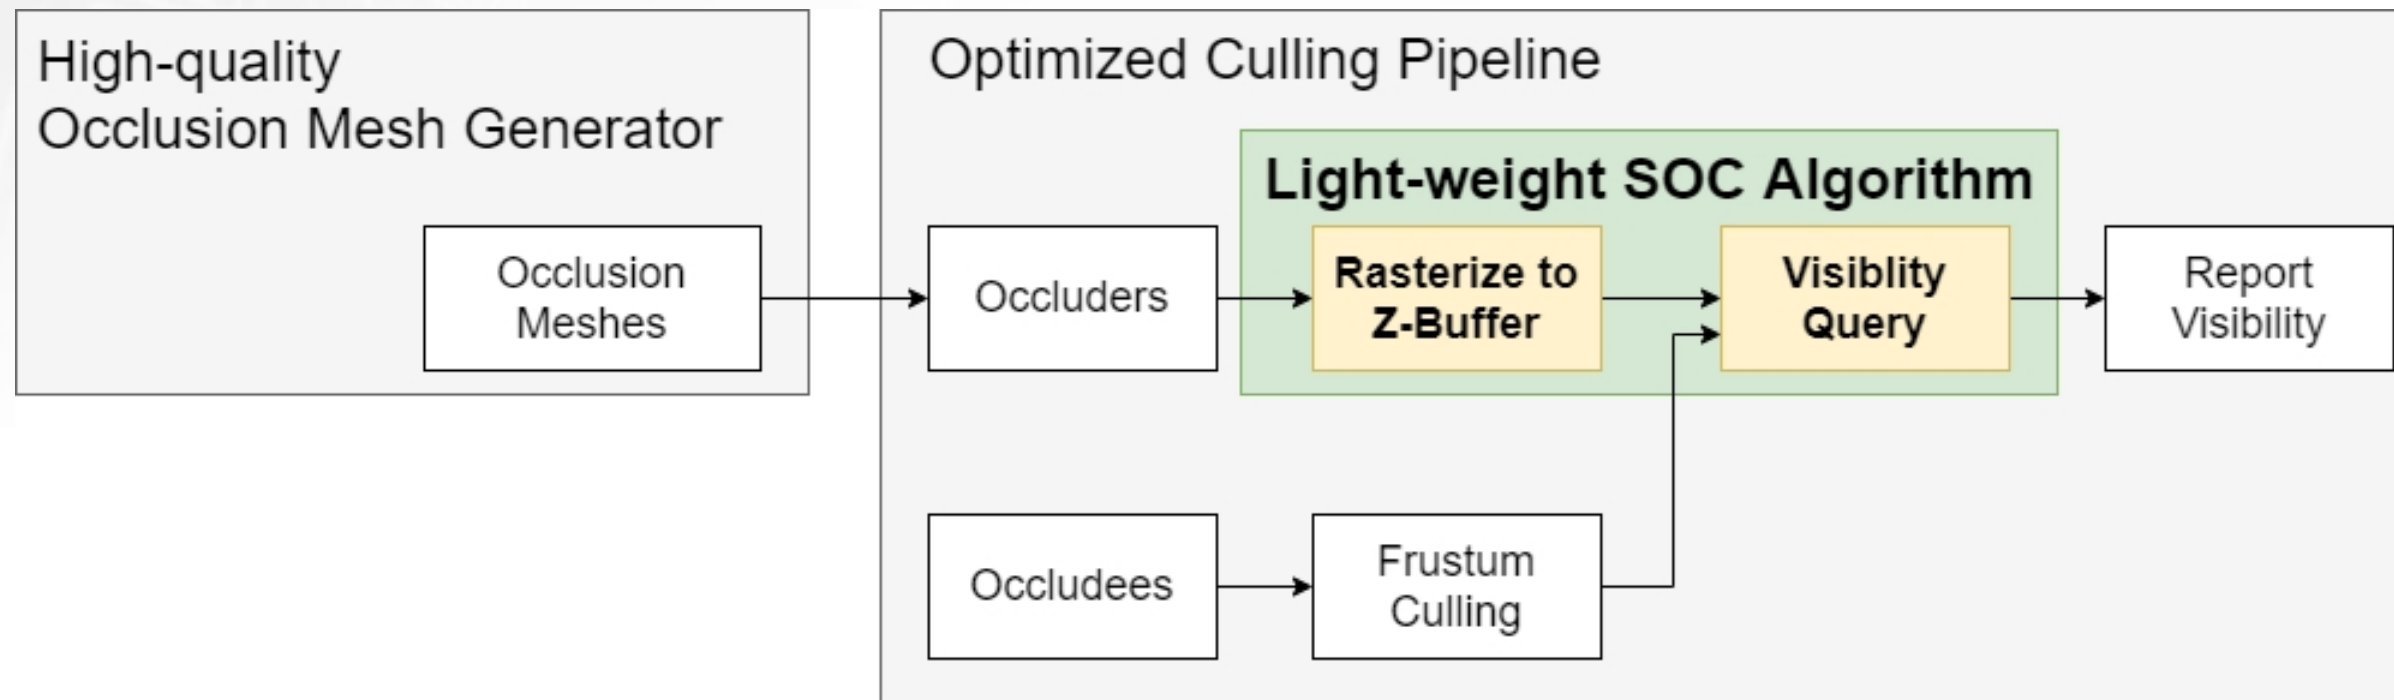 High-quality
Occlusion Mesh Generator
Occlusion
Meshes
Optimized Culling Pipeline
Light-weight SOC Algorithm
Occluders
Rasterize to
Z-Buffer
Visiblity
Query
Report
Visibility
Occludees
Frustum
Culling